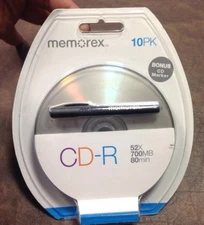 memorex
10PK
BONUS
CD
Marker
CD-R
52X
700MB
80min